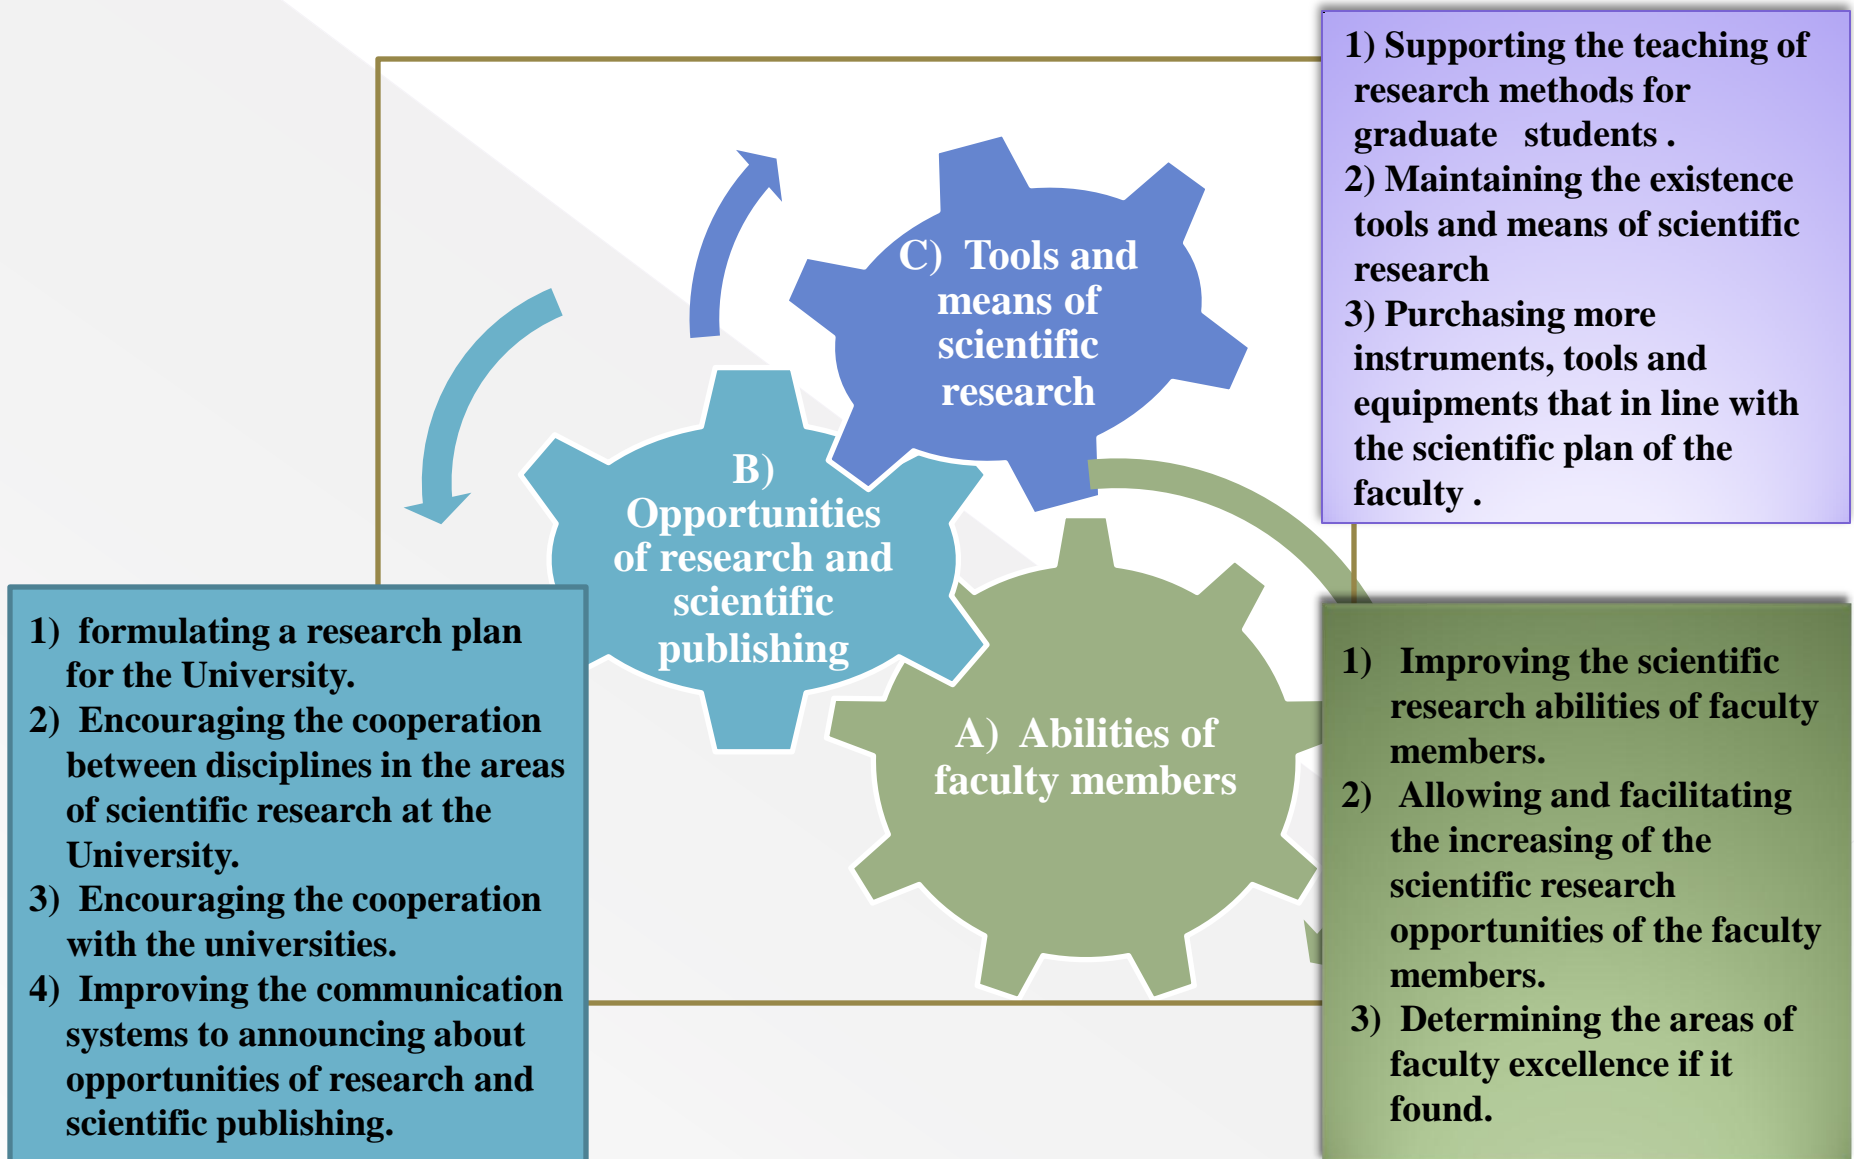 1) Supporting the teaching of
research methods for
graduate students .
2) Maintaining the existence
tools and means of scientific
research
3) Purchasing more
instruments, tools and
equipments that in line with
the scientific plan of the
faculty .
C) Tools and
means of
scientific
research
B)
Opportunities
of research and
scientific
publishing
A) Abilities of
faculty members
1) formulating a research plan
for the University.
2) Encouraging the cooperation
between disciplines in the areas
of scientific research at the
University.
3) Encouraging the cooperation
with the universities.
4) Improving the communication
systems to announcing about
opportunities of research and
scientific publishing.
1) Improving the scientific
research abilities of faculty
members.
2) Allowing and facilitating
the increasing of the
scientific research
opportunities of the faculty
members.
3) Determining the areas of
faculty excellence if it
found.